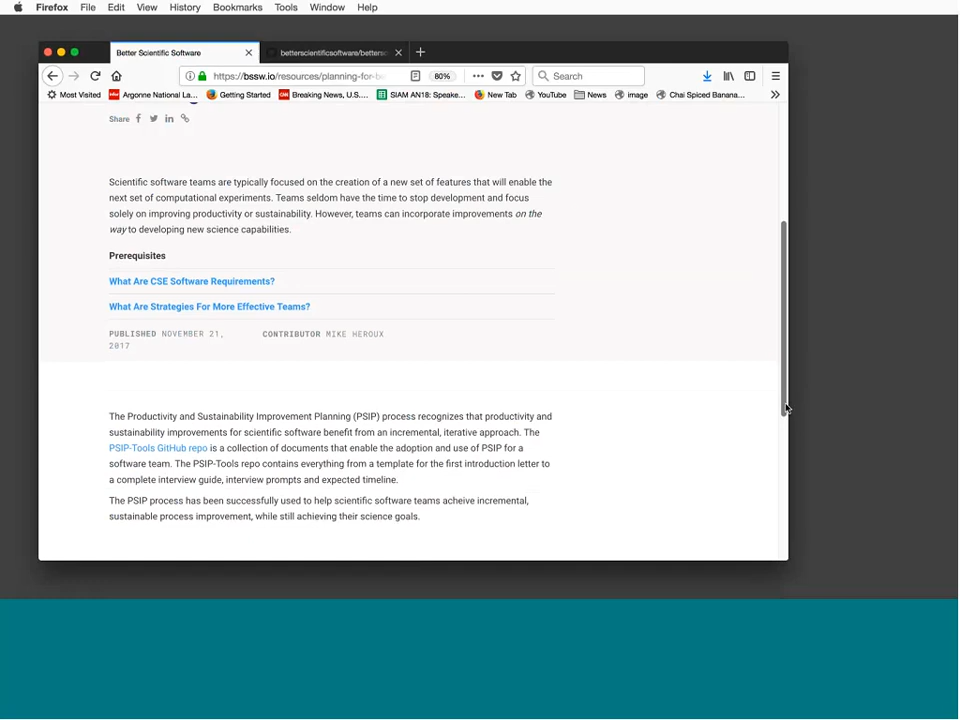 Firefox File Edit View History Bookmarks Tools Window Help
Better Scientific Software betterscientificsoftware/betters
https://bssw.io/resources/planning-for-be 80% Search
Most Visited Argonne National La... Getting Started Breaking News, U.S.... SIAM AN18: Speake... New Tab YouTube News image Chai Spiced Banana...
Share
Scientific software teams are typically focused on the creation of a new set of features that will enable the
next set of computational experiments. Teams seldom have the time to stop development and focus
solely on improving productivity or sustainability. However, teams can incorporate improvements on the
way to developing new science capabilities.
Prerequisites
What Are CSE Software Requirements?
What Are Strategies For More Effective Teams?
PUBLISHED NOVEMBER 21, CONTRIBUTOR MIKE HEROUX
2017
The Productivity and Sustainability Improvement Planning (PSIP) process recognizes that productivity and
sustainability improvements for scientific software benefit from an incremental, iterative approach. The
PSIP-Tools GitHub repo is a collection of documents that enable the adoption and use of PSIP for a
software team. The PSIP-Tools repo contains everything from a template for the first introduction letter to
a complete interview guide, interview prompts and expected timeline.
The PSIP process has been successfully used to help scientific software teams acheive incremental,
sustainable process improvement, while still achieving their science goals.